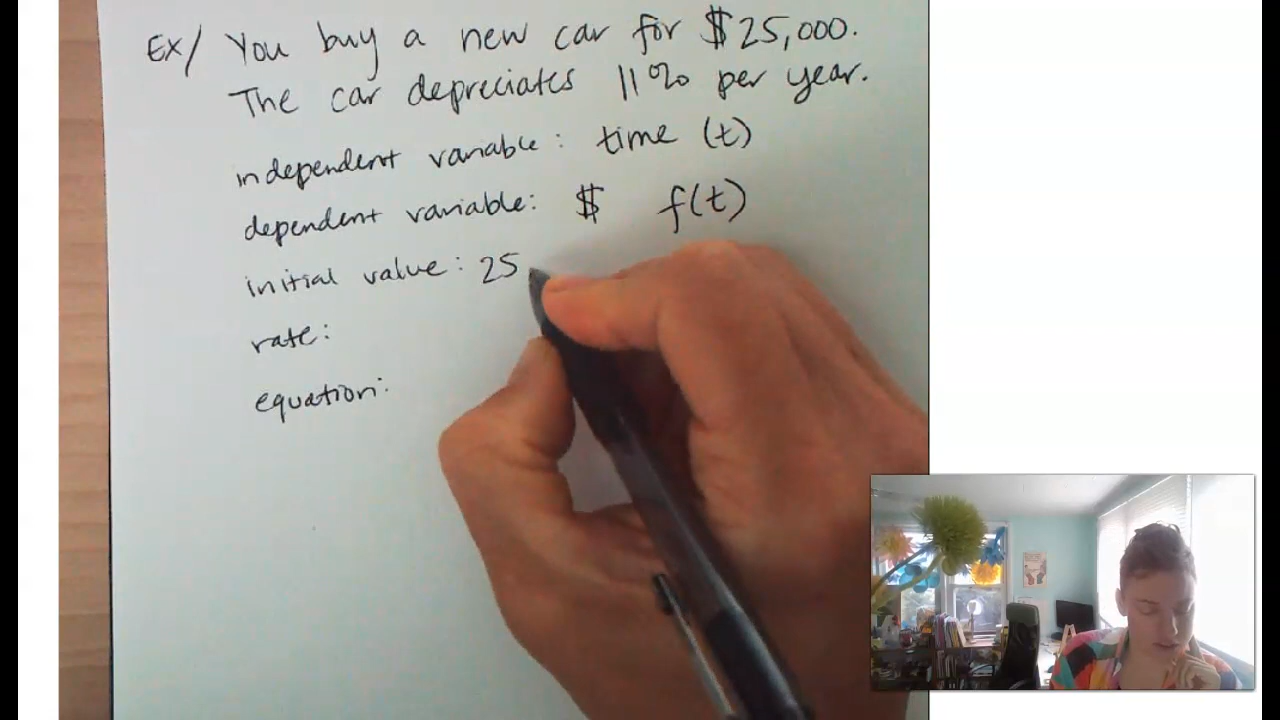 EX/ You buy a new car for $25,000.
The car depreciates 11% per year.
independent variable: time (t)
dependent variable: $ f(t)
initial value: 25
rate:
equation: